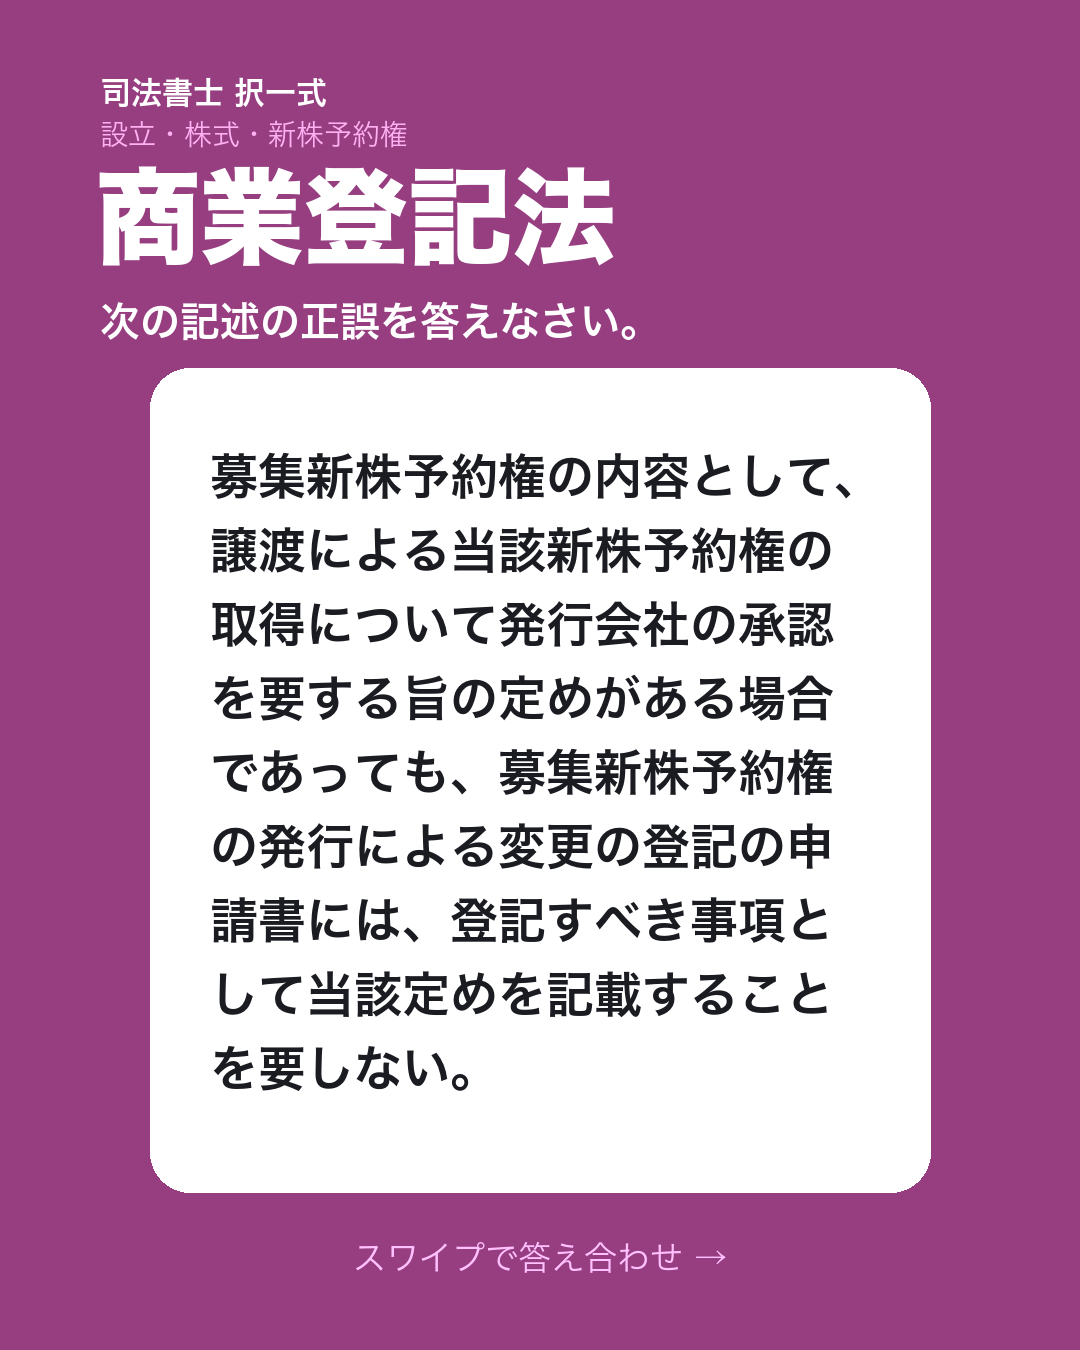 司法書士 択一式
設立・株式・新株予約権
商業登記法
次の記述の正誤を答えなさい。
募集新株予約権の内容として、
譲渡による当該新株予約権の
取得について発行会社の承認
を要する旨の定めがある場合
であっても、募集新株予約権
の発行による変更の登記の申
請書には、登記すべき事項と
して当該定めを記載すること
を要しない。
スワイプで答え合わせ →